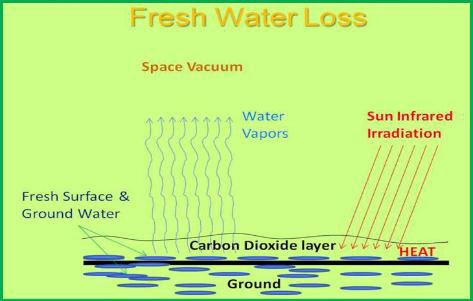 Fresh Water Loss
Space Vacuum
Water
Vapors
Sun Infrared
Irradiation
Fresh Surface &
Ground Water
Carbon Dioxide layer
HEAT
Ground